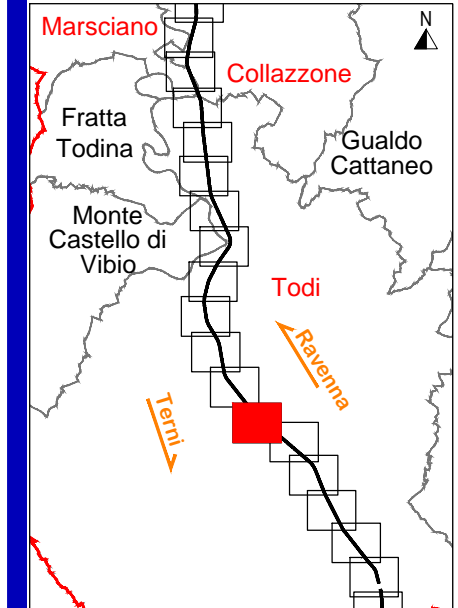 Marsciano
N
Collazzone
Fratta
Todina
Gualdo
Cattaneo
Monte
Castello di
Vibio
Todi
Ravenna
Terni